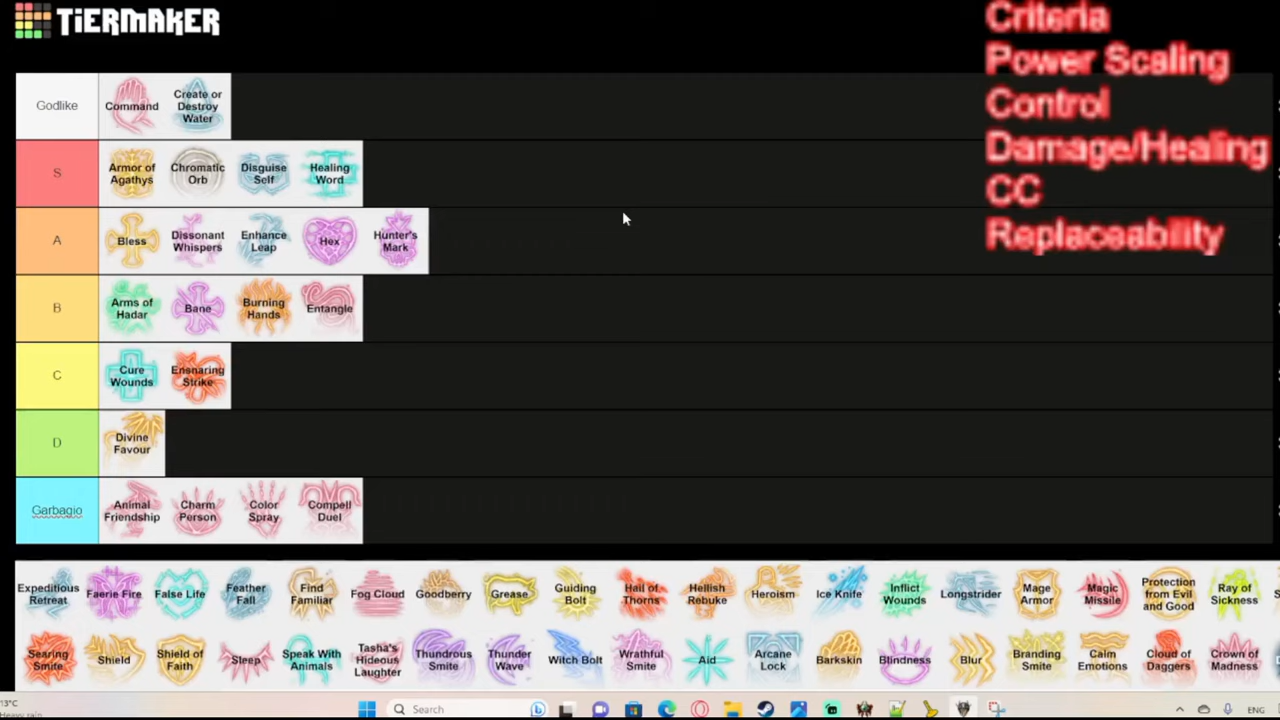 TIERMAKER
Criteria
Power Scaling
Control
Damage/Healing
CC
Replaceability
Godlike
Command
Create or
Destroy
Water
S
Armor of
Agathys
Chromatic
Orb
Disguise
Self
Healing
Word
A
Bless
Dissonant
Whispers
Enhance
Leap
Hex
Hunter's
Mark
B
Arms of
Hadar
Bane
Burning
Hands
Entangle
C
Cure
Wounds
Ensnaring
Strike
D
Divine
Favour
Garbagio
Animal
Friendship
Charm
Person
Color
Spray
Compell
Duel
Expeditious
Retreat
Faerie Fire
False Life
Feather
Fall
Find
Familiar
Fog Cloud
Goodberry
Grease
Guiding
Bolt
Hail of
Thorns
Hellish
Rebuke
Heroism
Ice Knife
Inflict
Wounds
Longstrider
Mage
Armor
Magic
Missile
Protection
from Evil
and Good
Ray of
Sickness
Searing
Smite
Shield
Shield of
Faith
Sleep
Speak With
Animals
Tasha's
Hideous
Laughter
Thundrous
Smite
Thunder
Wave
Witch Bolt
Wrathful
Smite
Aid
Arcane
Lock
Barkskin
Blindness
Blur
Branding
Smite
Calm
Emotions
Cloud of
Daggers
Crown of
Madness
13°C
Heavy rain
Search
ENG